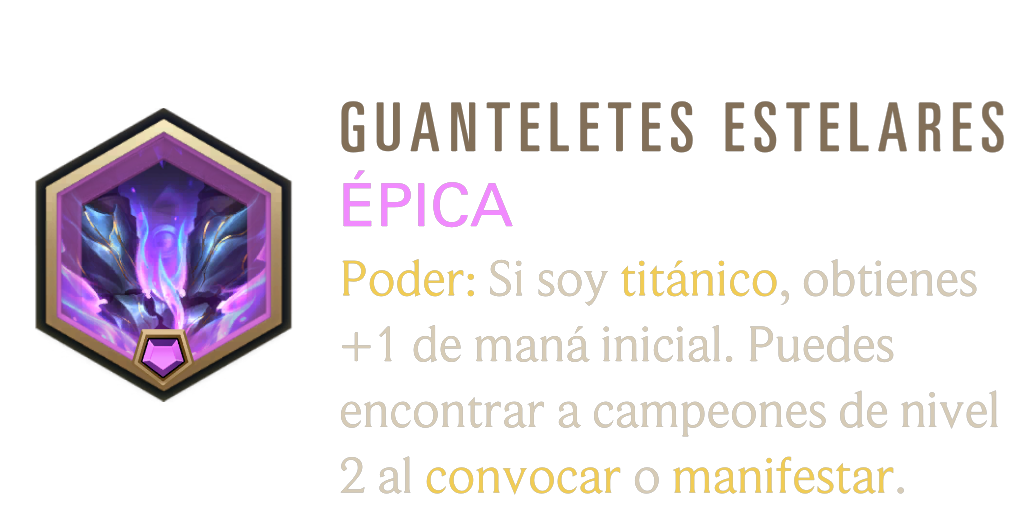 GUANTELETES ESTELARES
ÉPICA
Poder: Si soy titánico, obtienes
+1 de maná inicial. Puedes
encontrar a campeones de nivel
2 al convocar o manifestar.